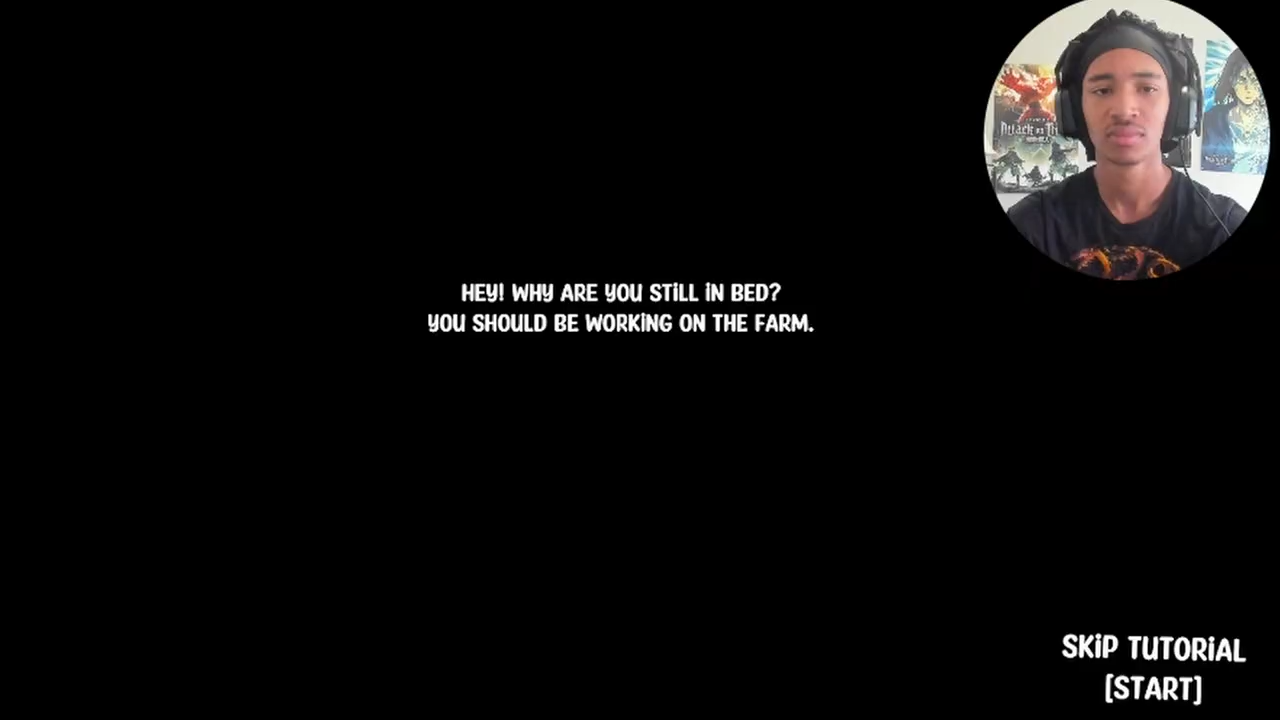 HEY! WHY ARE YOU STILL IN BED?
YOU SHOULD BE WORKING ON THE FARM.
SKIP TUTORIAL
[START]